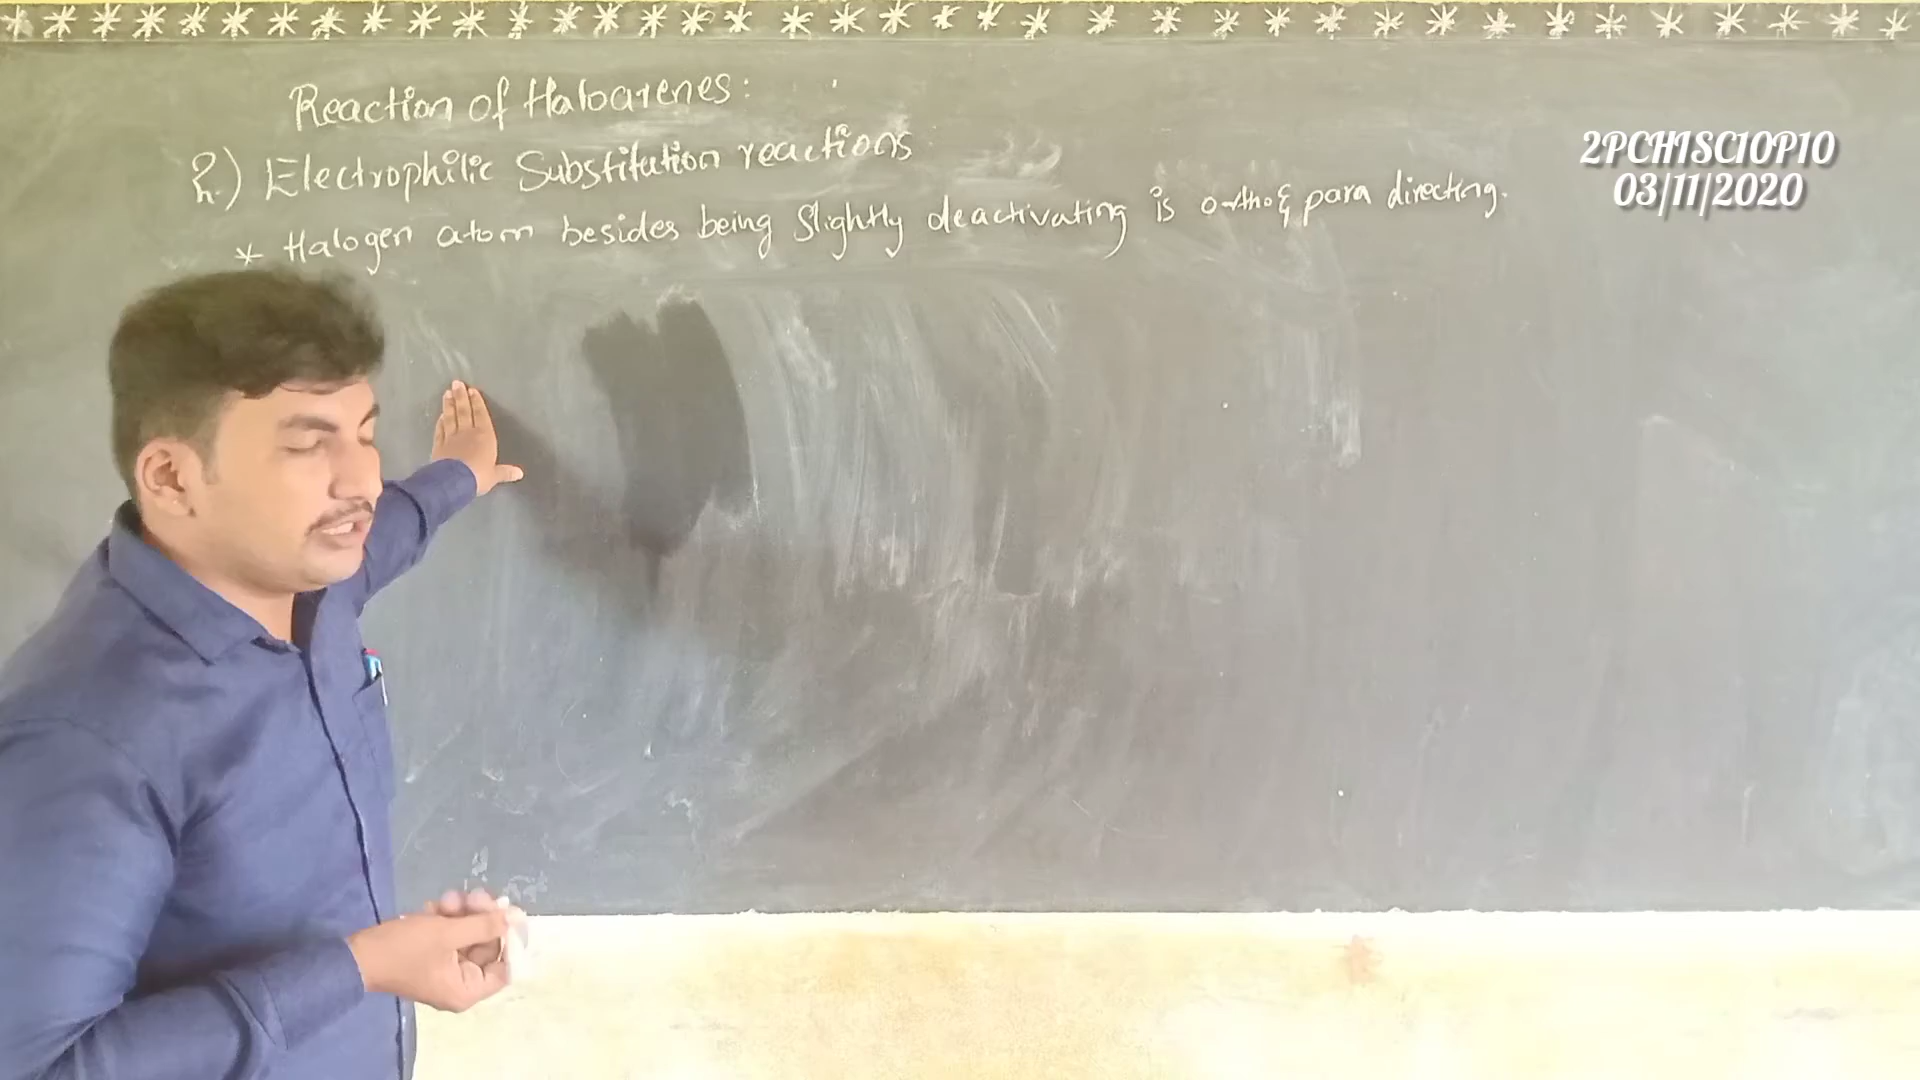 Reaction of Haloarenes:
2.) Electrophilic Substitution reactions
* Halogen atom besides being slightly deactivating is ortho & para directing.
2PCH1SC10P10
03/11/2020